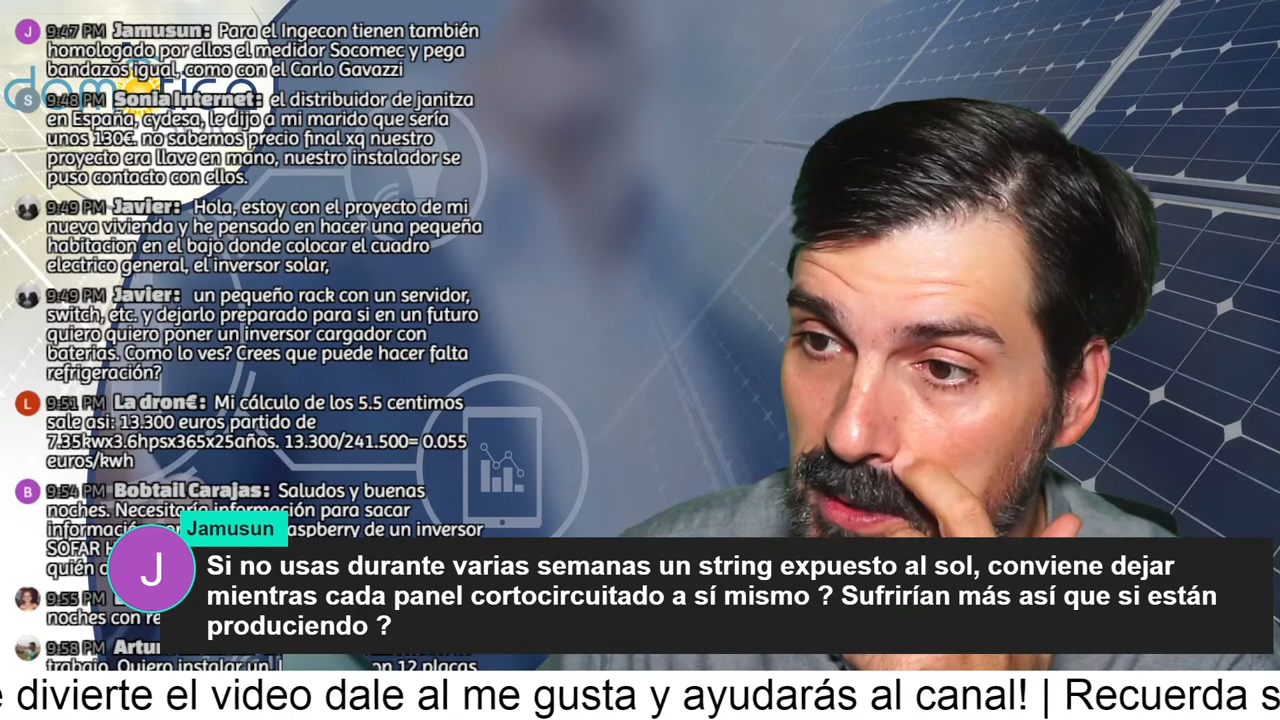 J 9:47 PM Jamusun: Para el Ingecon tienen también
homologado por ellos el medidor Socomec y pega
bandazos igual, como con el Carlo Gavazzi
S 9:48 PM Sonia Internet: el distribuidor de janitza
en España, cydesa, le dijo a mi marido que sería
unos 130€. no sabemos precio final xq nuestro
proyecto era llave en mano, nuestro instalador se
puso contacto con ellos.
9:49 PM Javier: Hola, estoy con el proyecto de mi
nueva vivienda y he pensado en hacer una pequeña
habitacion en el bajo donde colocar el cuadro
electrico general, el inversor solar,
9:49 PM Javier: un pequeño rack con un servidor,
switch, etc. y dejarlo preparado para si en un futuro
quiero quiero poner un inversor cargador con
baterias. Como lo ves? Crees que puede hacer falta
refrigeración?
L 9:51 PM La dron€: Mi cálculo de los 5.5 centimos
sale asi: 13.300 euros partido de
7.35kwx3.6hpsx365x25años. 13.300/241.500= 0.055
euros/kwh
B 9:54 PM Bobtail Carajas: Saludos y buenas
noches. Necesitaría información para sacar
SOFAR
9:55 PM
noches con
9:58 PM
trabajo. Quiero instalar un 12 placas
Jamusun
J
Si no usas durante varias semanas un string expuesto al sol, conviene dejar
mientras cada panel cortocircuitado a sí mismo ? Sufrirían más así que si están
produciendo ?
divierte el video dale al me gusta y ayudarás al canal! | Recuerda